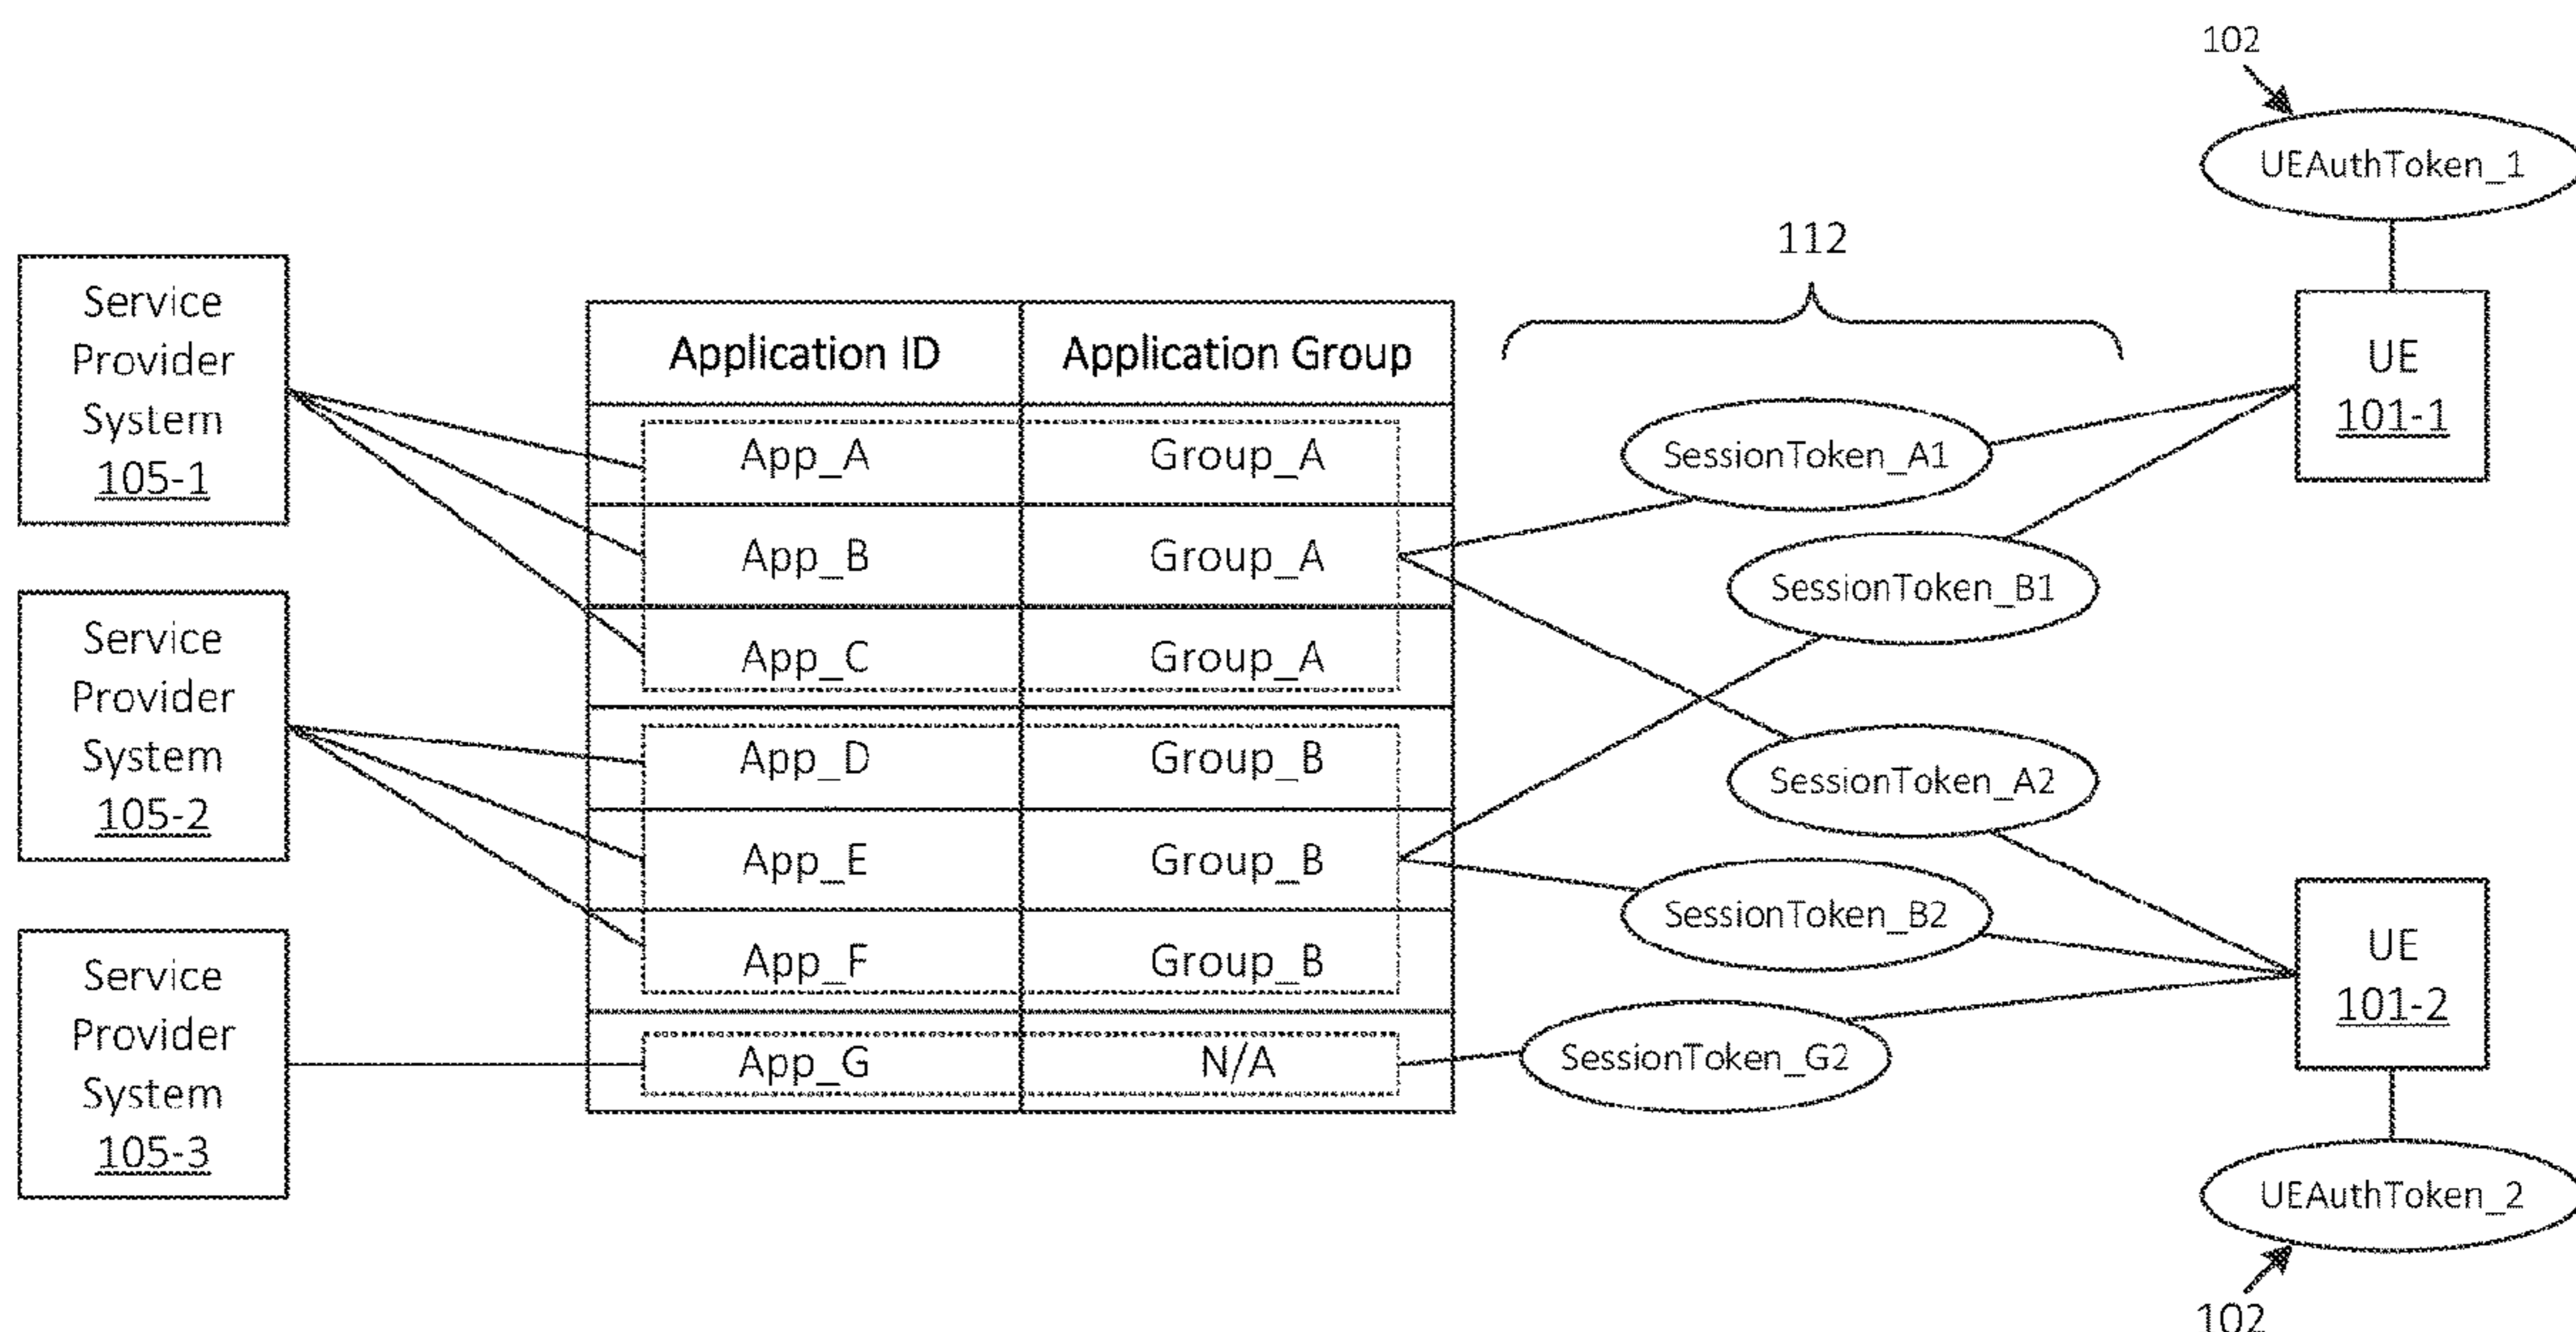 102
UEAuthToken_1
112
Service
Provider
System
105-1
Service
Provider
System
105-2
Service
Provider
System
105-3
Application ID Application Group
App_A Group_A
App_B Group_A
App_C Group_A
App_D Group_B
App_E Group_B
App_F Group_B
App_G N/A
SessionToken_A1
SessionToken_B1
SessionToken_A2
SessionToken_B2
SessionToken_G2
UE
101-1
UE
101-2
UEAuthToken_2
102